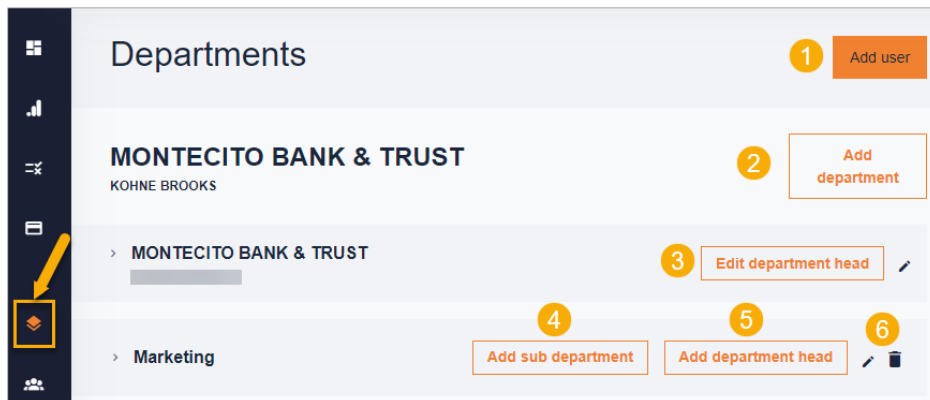 Departments
1
Add user
MONTECITO BANK & TRUST
KOHNE BROOKS
2
Add
department
MONTECITO BANK & TRUST
3
Edit department head
4
5
6
Marketing
Add sub department
Add department head